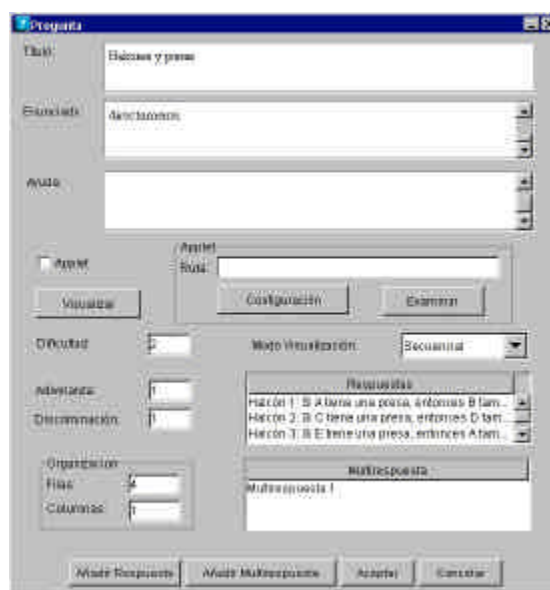 Pregunta
Título: Halcones y presas
Enunciado:
Ayuda:
Applet
Applet
Ruta:
Visualizar
Configuración
Examinar
Dificultad: 2
Modo Visualización: Secuencial
Adivinanza: 1
Discriminación: 1
Respuestas
Halcón 1: Si A tiene una presa, entonces B tam...
Halcón 2: Si C tiene una presa, entonces D tam...
Halcón 3: Si E tiene una presa, entonces A tam...
Organización
Filas: 4
Columnas: 1
Multirespuesta
Multirespuesta 1
Añadir Respuesta
Añadir Multirespuesta
Aceptar
Cancelar